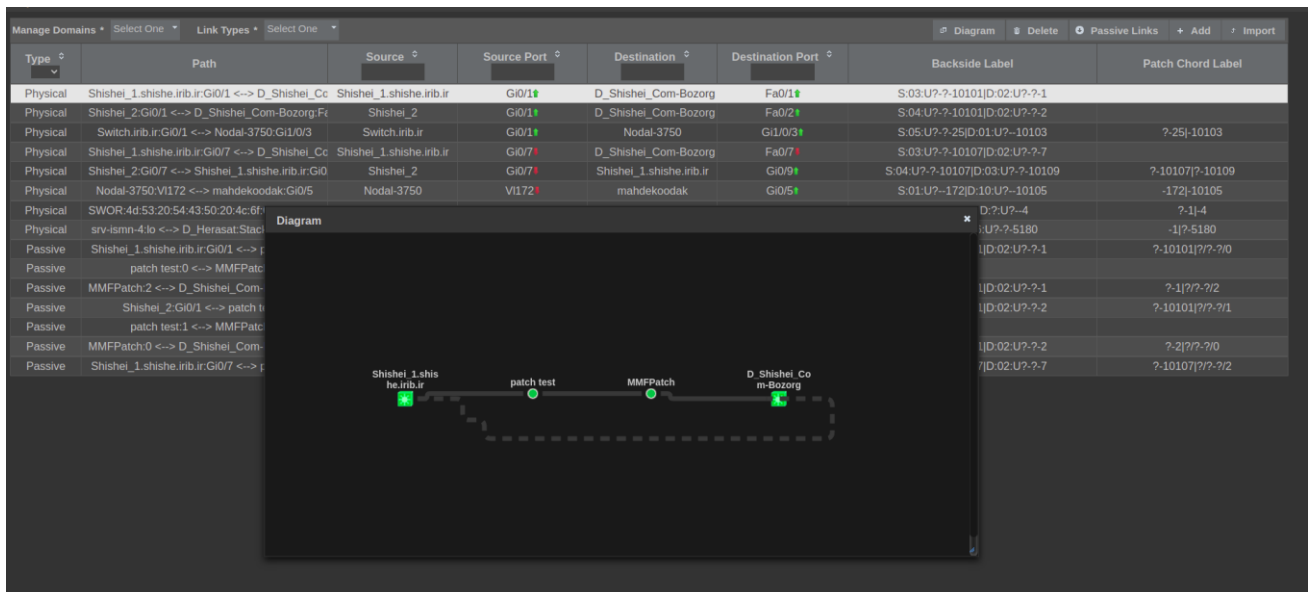 Manage Domains * Select One Link Types * Select One Diagram Delete Passive Links + Add Import
Type Path Source Source Port Destination Destination Port Backside Label Patch Chord Label
Physical Shishei_1.shishe.irib.ir:Gi0/1 <--> D_Shishei_Cc Shishei_1.shishe.irib.ir Gi0/1 D_Shishei_Com-Bozorg Fa0/1 S:03:U?-?-10101|D:02:U?-?-1
Physical Shishei_2:Gi0/1 <--> D_Shishei_Com-Bozorg:Fa Shishei_2 Gi0/1 D_Shishei_Com-Bozorg Fa0/2 S:04:U?-?-10101|D:02:U?-?-2
Physical Switch.irib.ir:Gi0/1 <--> Nodal-3750:Gi1/0/3 Switch.irib.ir Gi0/1 Nodal-3750 Gi1/0/3 S:05:U?-?-25|D:01:U?--10103 ?-25|-10103
Physical Shishei_1.shishe.irib.ir:Gi0/7 <--> D_Shishei_Cc Shishei_1.shishe.irib.ir Gi0/7 D_Shishei_Com-Bozorg Fa0/7 S:03:U?-?-10107|D:02:U?-?-7
Physical Shishei_2:Gi0/7 <--> Shishei_1.shishe.irib.ir:Gi0 Shishei_2 Gi0/7 Shishei_1.shishe.irib.ir Gi0/9 S:04:U?-?-10107|D:03:U?-?-10109 ?-10107|?-10109
Physical Nodal-3750:Vl172 <--> mahdekoodak:Gi0/5 Nodal-3750 Vl172 mahdekoodak Gi0/5 S:01:U?--172|D:10:U?--10105 -172|-10105
Physical SWOR:4d:53:20:54:43:50:20:4c:6f: D:?:U?--4 ?-1|-4
Physical srv-ismn-4:lo <--> D_Herasat:Stac :U?-?-5180 -1|?-5180
Passive Shishei_1.shishe.irib.ir:Gi0/1 <--> p |D:02:U?-?-1 ?-10101|?/?-?/0
Passive patch test:0 <--> MMFPatc
Passive MMFPatch:2 <--> D_Shishei_Com- |D:02:U?-?-1 ?-1|?/?-?/2
Passive Shishei_2:Gi0/1 <--> patch t |D:02:U?-?-2 ?-10101|?/?-?/1
Passive patch test:1 <--> MMFPatc
Passive MMFPatch:0 <--> D_Shishei_Com- |D:02:U?-?-2 ?-2|?/?-?/0
Passive Shishei_1.shishe.irib.ir:Gi0/7 <--> p |D:02:U?-?-7 ?-10107|?/?-?/2
Diagram
Shishei_1.shis
he.irib.ir
patch test
MMFPatch
D_Shishei_Co
m-Bozorg